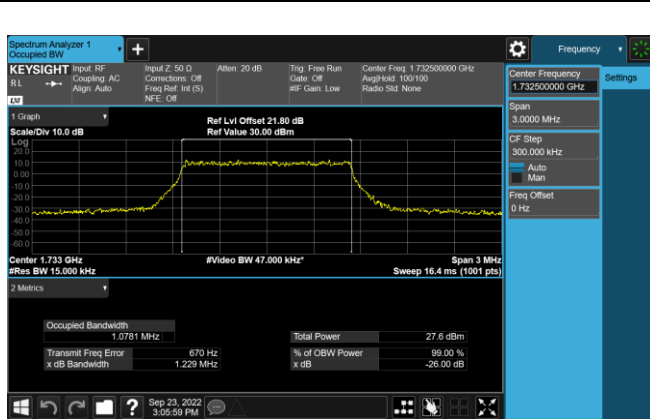 Spectrum Analyzer 1
Occupied BW
Frequency
KEYSIGHT
R L
LXI
Input: RF
Coupling: AC
Align: Auto
Input Z: 50 Ω
Corrections: Off
Freq Ref: Int (S)
NFE: Off
Atten: 20 dB
Trig: Free Run
Gate: Off
#IF Gain: Low
Center Freq: 1.732500000 GHz
Avg|Hold: 100/100
Radio Std: None
Center Frequency
1.732500000 GHz
Settings
Span
3.0000 MHz
CF Step
300.000 kHz
Auto
Man
Freq Offset
0 Hz
1 Graph
Scale/Div 10.0 dB
Ref Lvl Offset 21.80 dB
Ref Value 30.00 dBm
Log
20.0
10.0
0.00
-10.0
-20.0
-30.0
-40.0
-50.0
-60.0
Center 1.733 GHz
#Video BW 47.000 kHz*
Span 3 MHz
#Res BW 15.000 kHz
Sweep 16.4 ms (1001 pts)
2 Metrics
Occupied Bandwidth
1.0781 MHz
Total Power 27.6 dBm
Transmit Freq Error 670 Hz
% of OBW Power 99.00 %
x dB Bandwidth 1.229 MHz
x dB -26.00 dB
?
Sep 23, 2022
3:05:59 PM